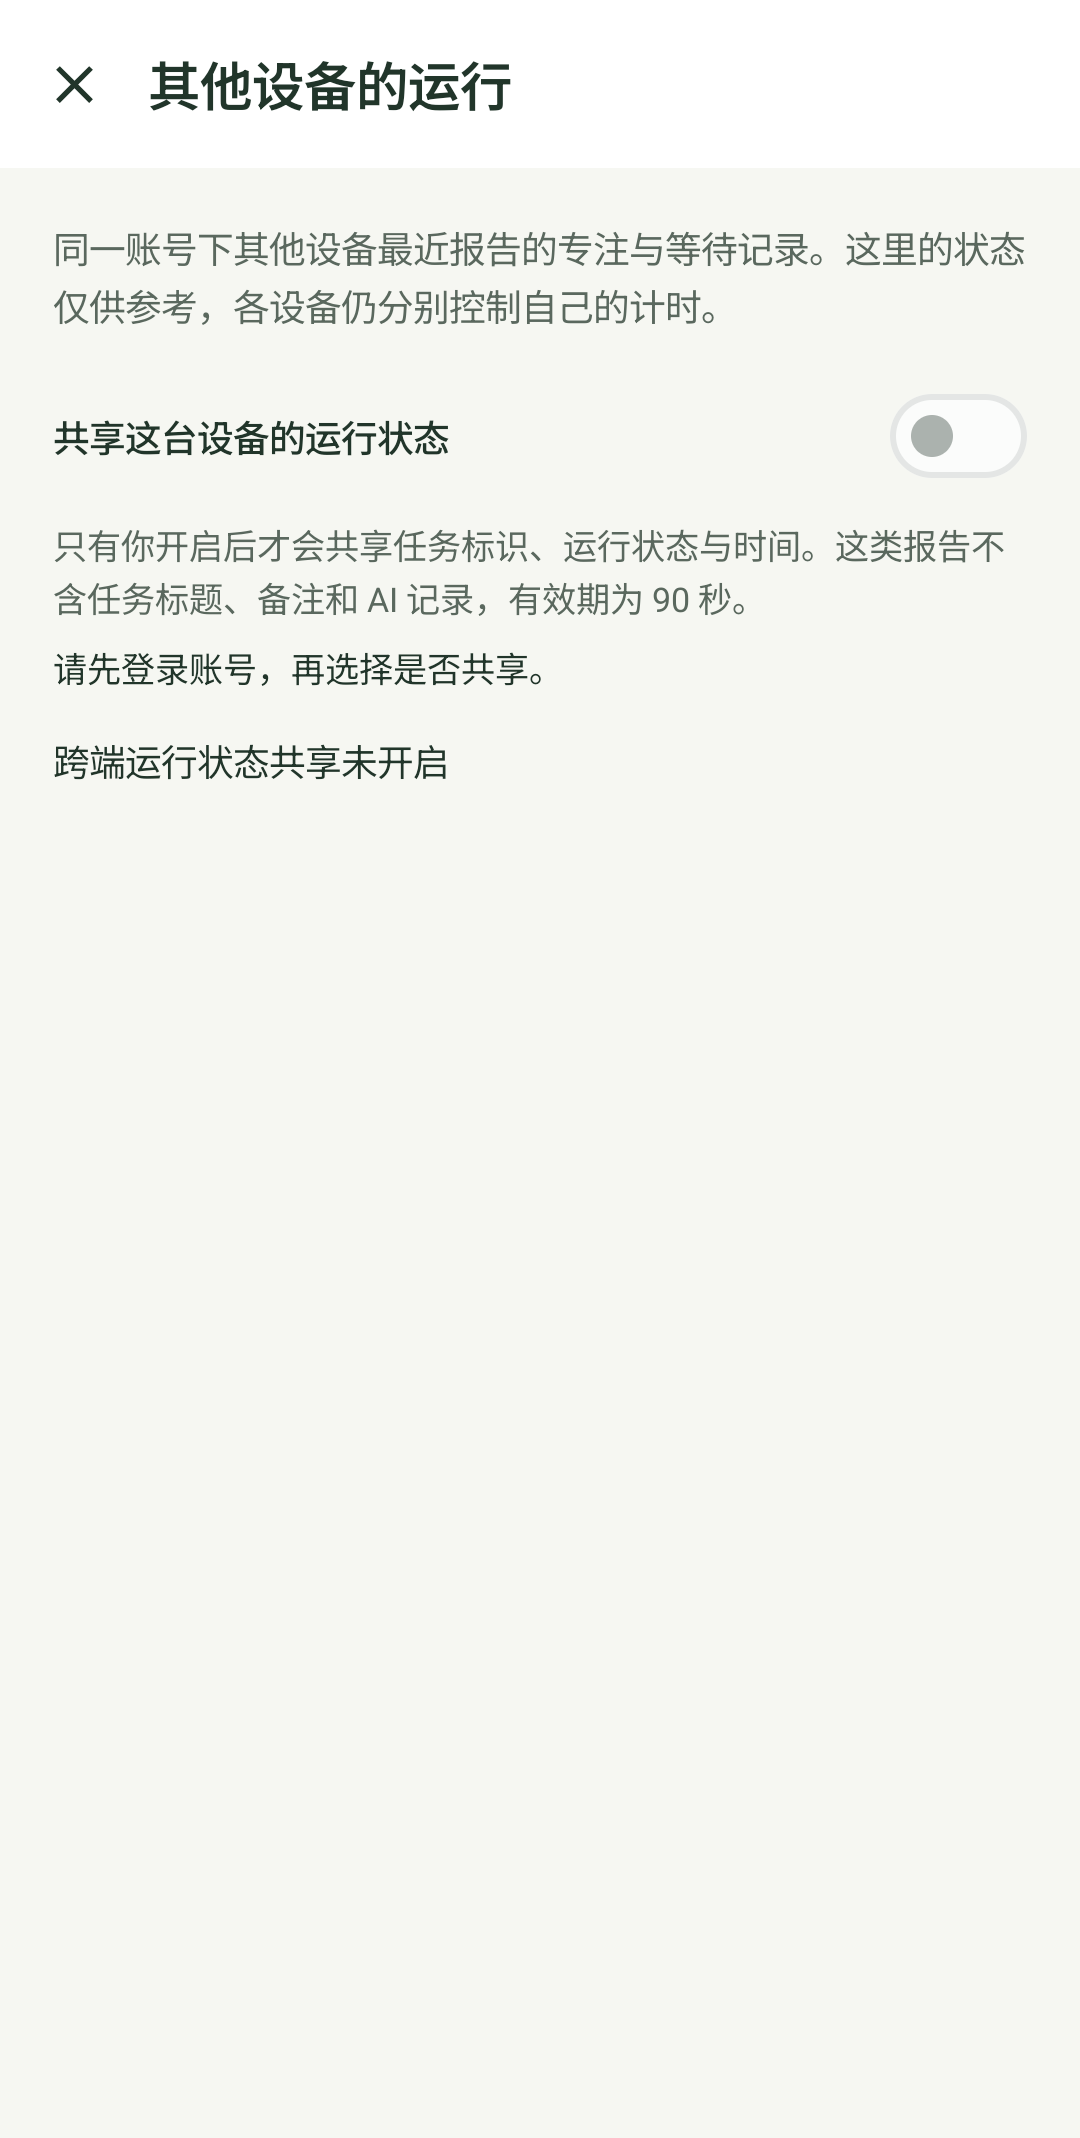 其他设备的运行
同一账号下其他设备最近报告的专注与等待记录。这里的状态
仅供参考，各设备仍分别控制自己的计时。
共享这台设备的运行状态
只有你开启后才会共享任务标识、运行状态与时间。这类报告不
含任务标题、备注和 AI 记录，有效期为 90 秒。
请先登录账号，再选择是否共享。
跨端运行状态共享未开启